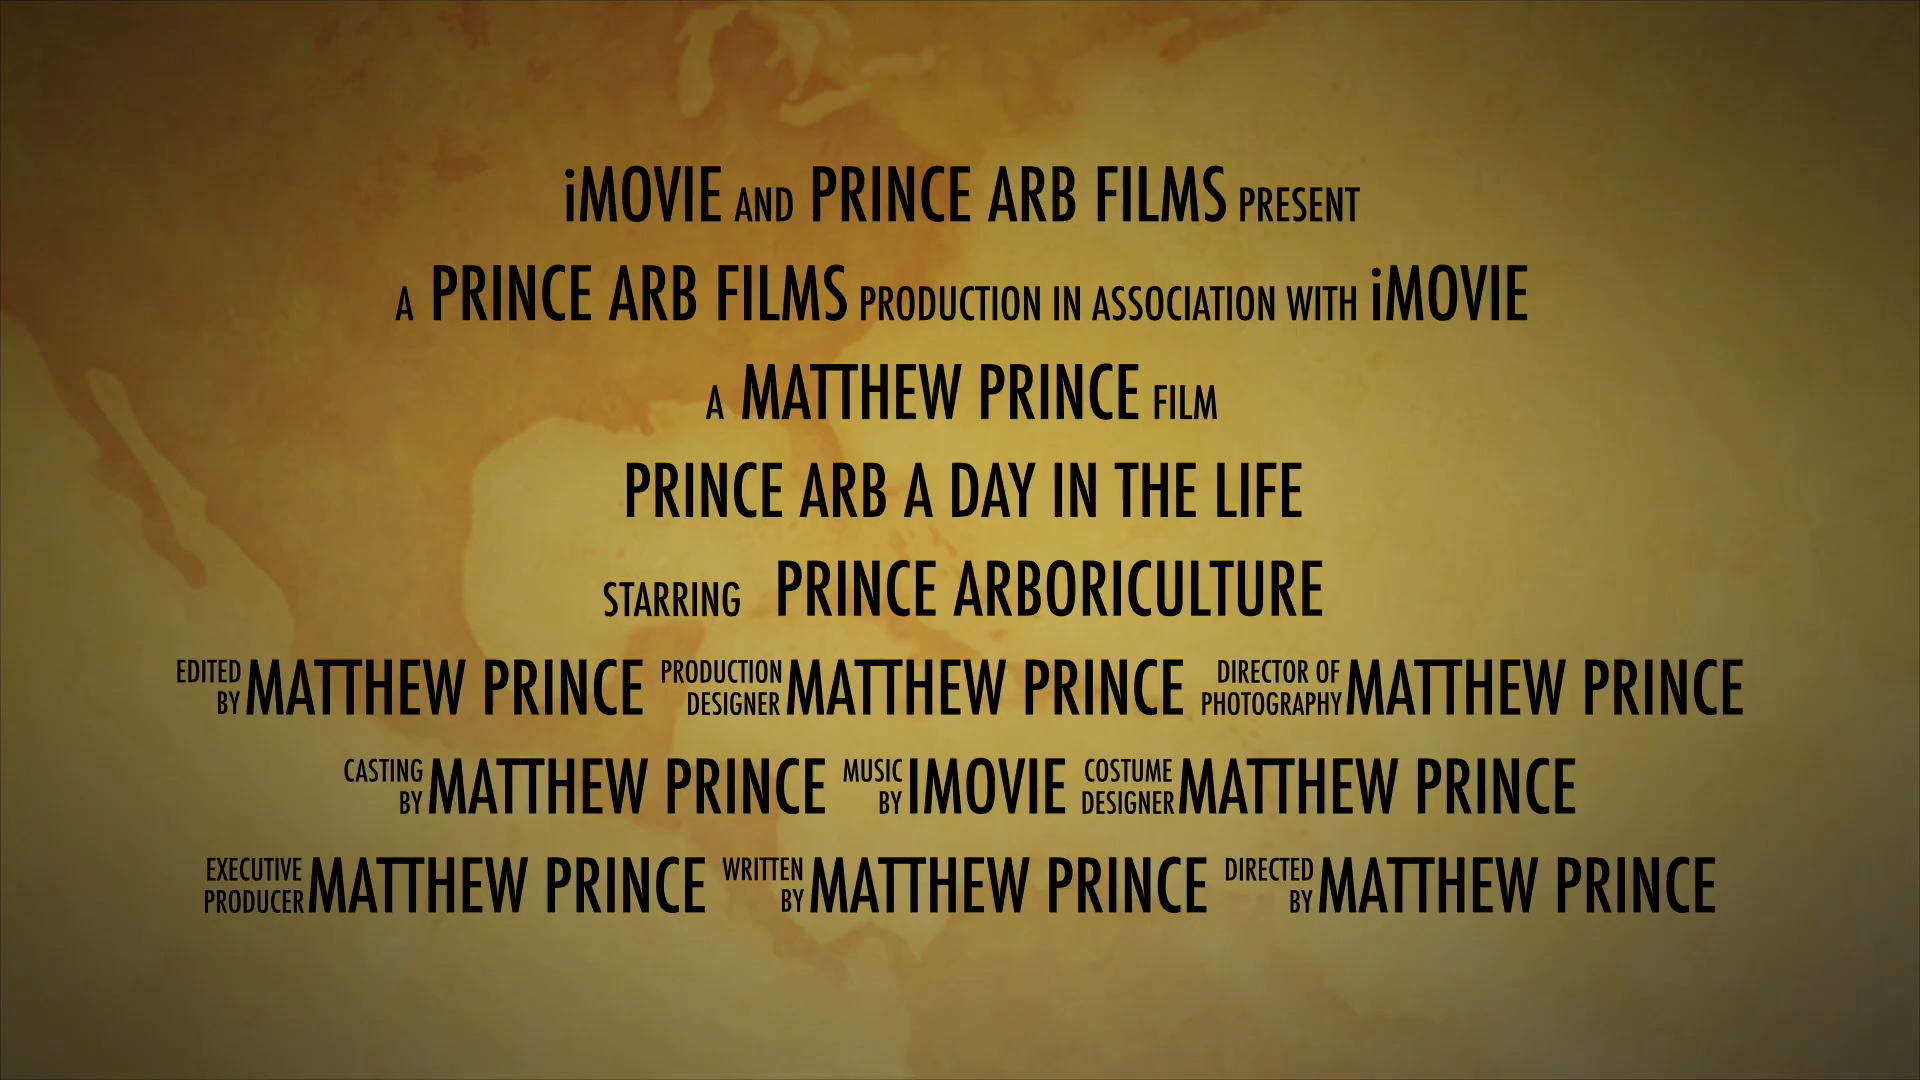 iMOVIE AND PRINCE ARB FILMS PRESENT
A PRINCE ARB FILMS PRODUCTION IN ASSOCIATION WITH iMOVIE
A MATTHEW PRINCE FILM
PRINCE ARB A DAY IN THE LIFE
STARRING PRINCE ARBORICULTURE
EDITED BY MATTHEW PRINCE PRODUCTION DESIGNER MATTHEW PRINCE DIRECTOR OF PHOTOGRAPHY MATTHEW PRINCE
CASTING BY MATTHEW PRINCE MUSIC BY IMOVIE COSTUME DESIGNER MATTHEW PRINCE
EXECUTIVE PRODUCER MATTHEW PRINCE WRITTEN BY MATTHEW PRINCE DIRECTED BY MATTHEW PRINCE